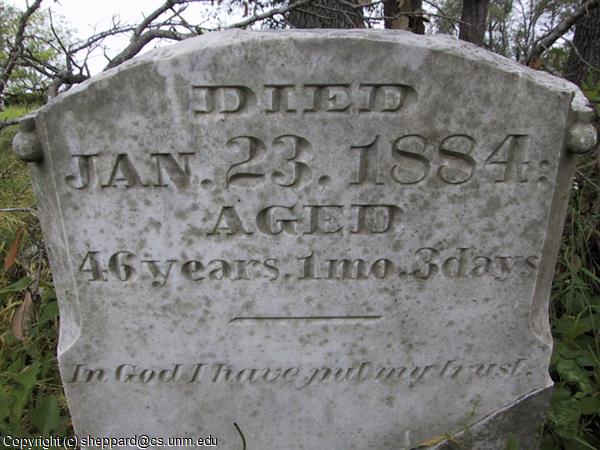 DIED
JAN. 23. 1884:
AGED
46 years. 1 mo. 3 days
In God I have put my trust.
Copyright (c) sheppard@cs.unm.edu